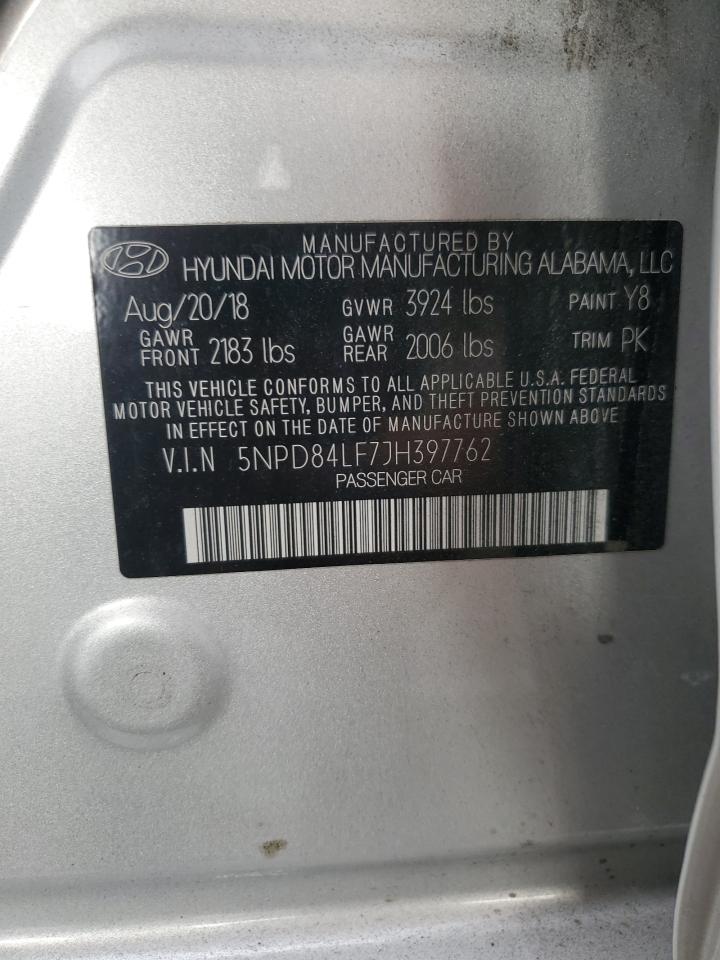 MANUFACTURED BY
HYUNDAI MOTOR MANUFACTURING ALABAMA, LLC
Aug/20/18 GVWR 3924 lbs PAINT Y8
GAWR FRONT 2183 lbs GAWR REAR 2006 lbs TRIM PK
THIS VEHICLE CONFORMS TO ALL APPLICABLE U.S.A. FEDERAL
MOTOR VEHICLE SAFETY, BUMPER, AND THEFT PREVENTION STANDARDS
IN EFFECT ON THE DATE OF MANUFACTURE SHOWN ABOVE
V.I.N 5NPD84LF7JH397762
PASSENGER CAR